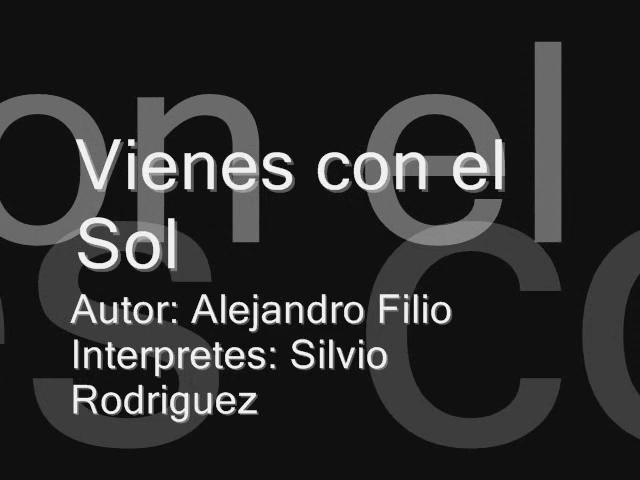 Vienes con el
Sol
Autor: Alejandro Filio
Interpretes: Silvio
Rodriguez